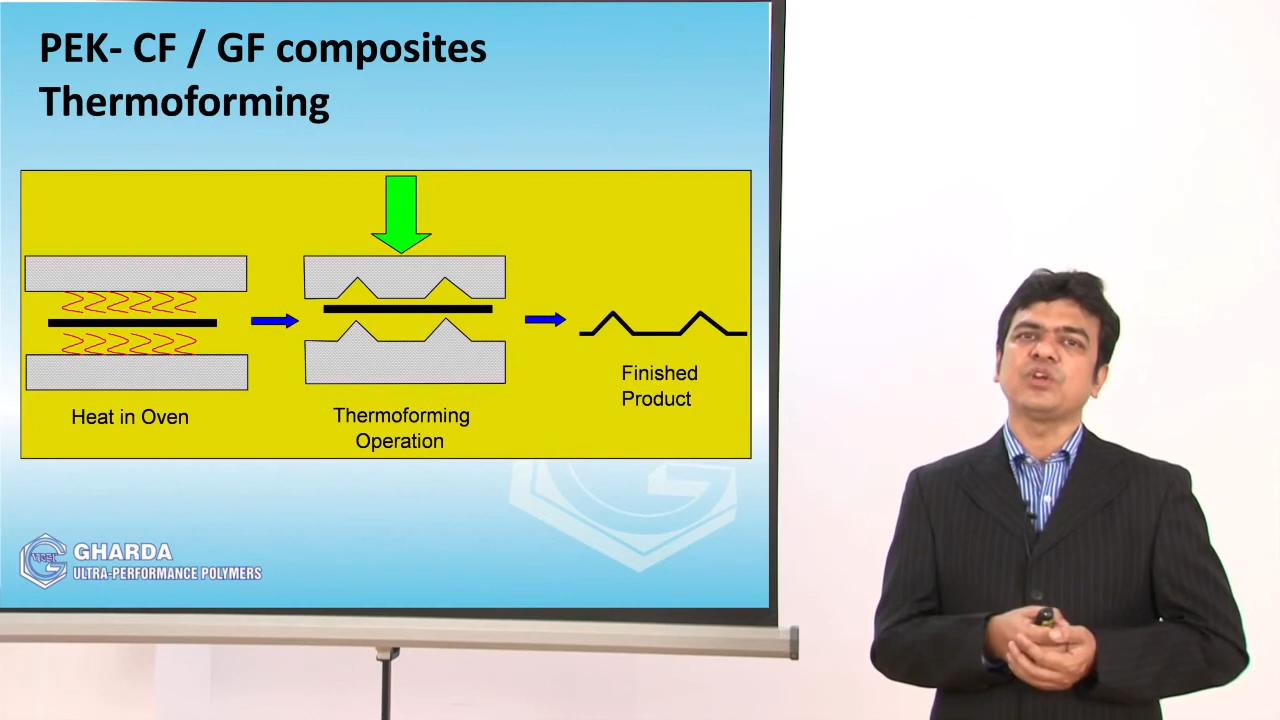 PEK- CF / GF composites
Thermoforming
Heat in Oven
Thermoforming
Operation
Finished
Product
GHARDA
ULTRA-PERFORMANCE POLYMERS